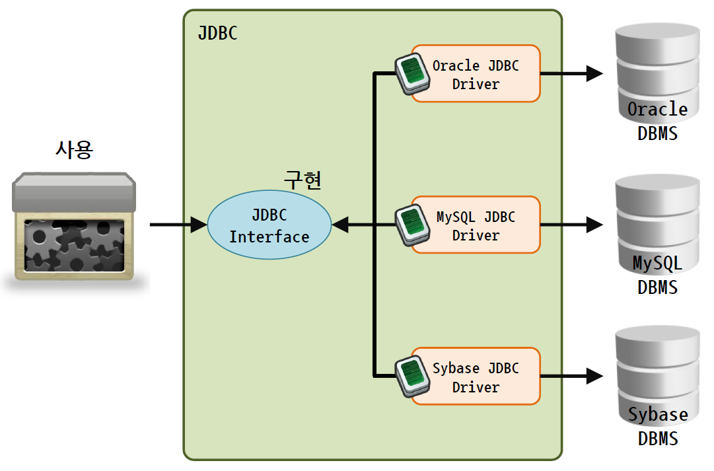 JDBC
사용
구현
JDBC
Interface
Oracle JDBC
Driver
MySQL JDBC
Driver
Sybase JDBC
Driver
Oracle
DBMS
MySQL
DBMS
Sybase
DBMS